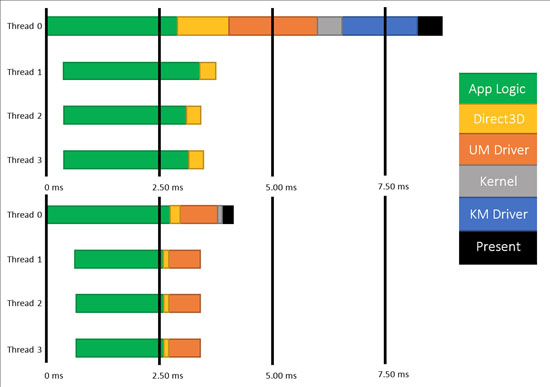 Thread 0
Thread 1
Thread 2
Thread 3
0 ms 2.50 ms 5.00 ms 7.50 ms
App Logic
Direct3D
UM Driver
Kernel
KM Driver
Present
Thread 0
Thread 1
Thread 2
Thread 3
0 ms 2.50 ms 5.00 ms 7.50 ms